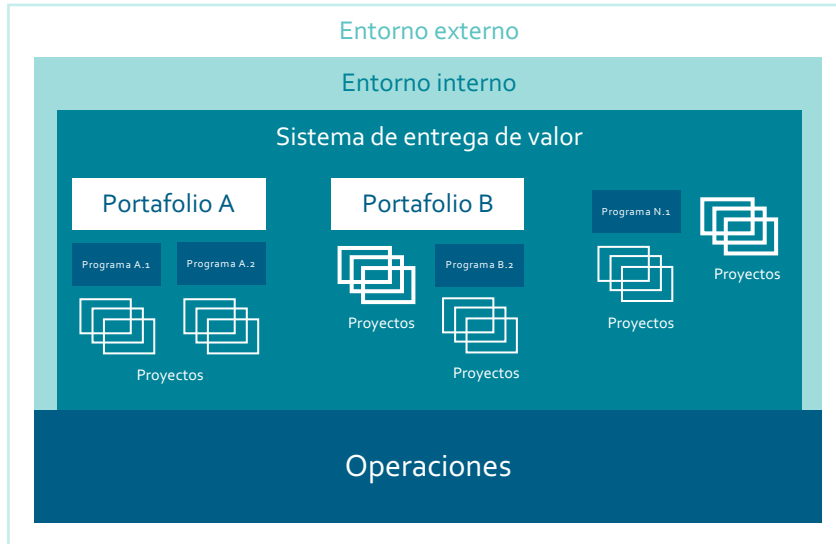 Entorno externo
Entorno interno
Sistema de entrega de valor
Portafolio A
Portafolio B
Programa N.1
Programa A.1
Programa A.2
Programa B.2
Proyectos
Proyectos
Proyectos
Proyectos
Proyectos
Operaciones